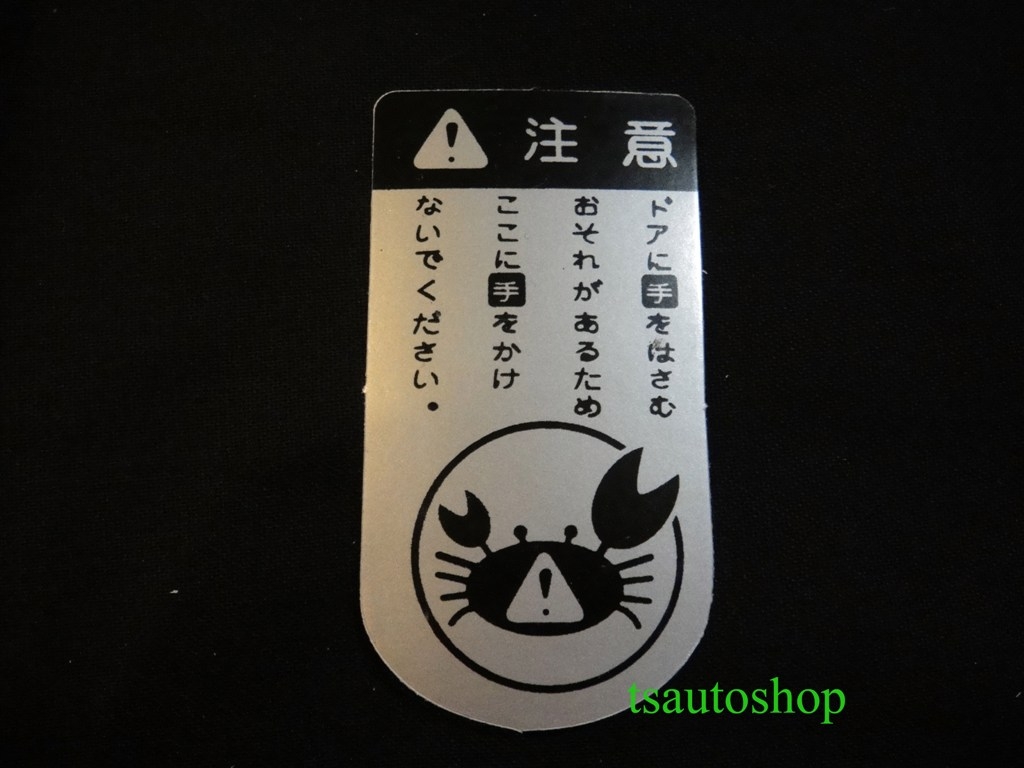 注意
ドアに手をはさむ
おそれがあるため
ここに手をかけ
ないでください。
tsautoshop